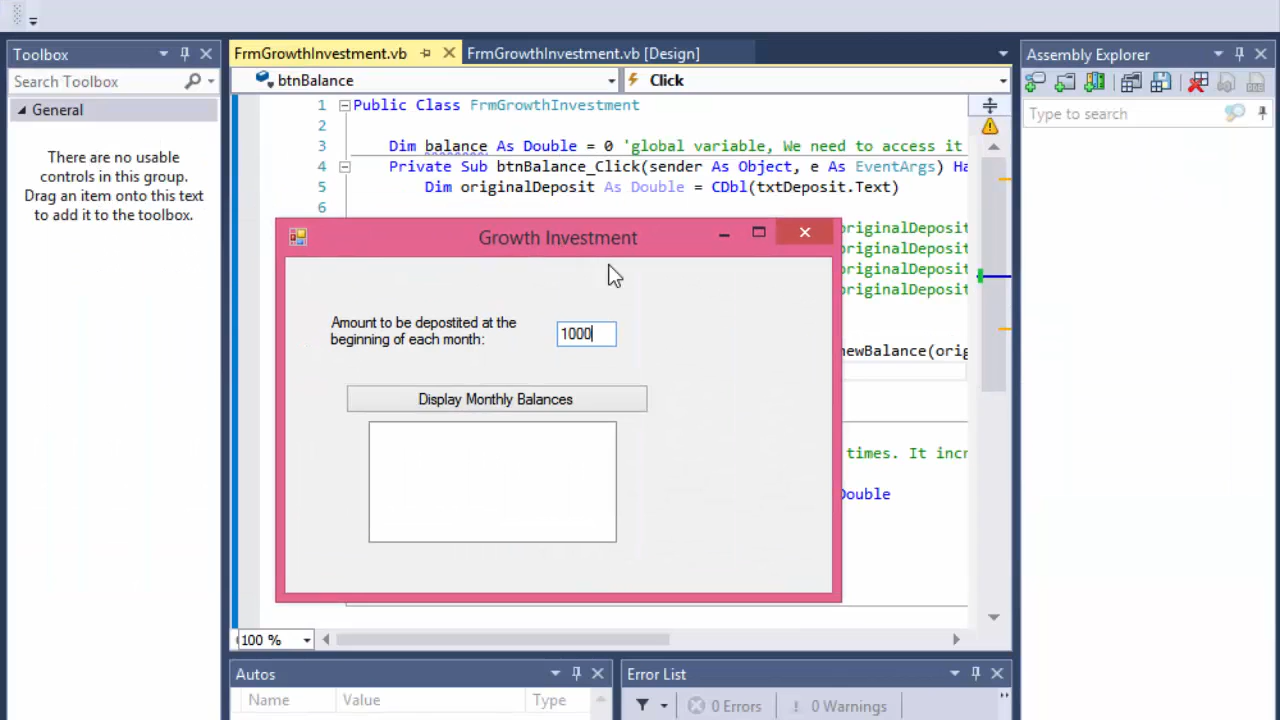 Toolbox
Search Toolbox
General
There are no usable
controls in this group.
Drag an item onto this text
to add it to the toolbox.
FrmGrowthInvestment.vb
FrmGrowthInvestment.vb [Design]
btnBalance
Click
1 Public Class FrmGrowthInvestment
2
3 Dim balance As Double = 0 'global variable, We need to access it
4 Private Sub btnBalance_Click(sender As Object, e As EventArgs) Ha
5 Dim originalDeposit As Double = CDbl(txtDeposit.Text)
6
originalDeposit
originalDeposit
originalDeposit
originalDeposit
newBalance(orig
times. It incr
Double
Growth Investment
Amount to be depostited at the
beginning of each month:
1000
Display Monthly Balances
100 %
Autos
Name Value Type
Error List
0 Errors
0 Warnings
Assembly Explorer
Type to search